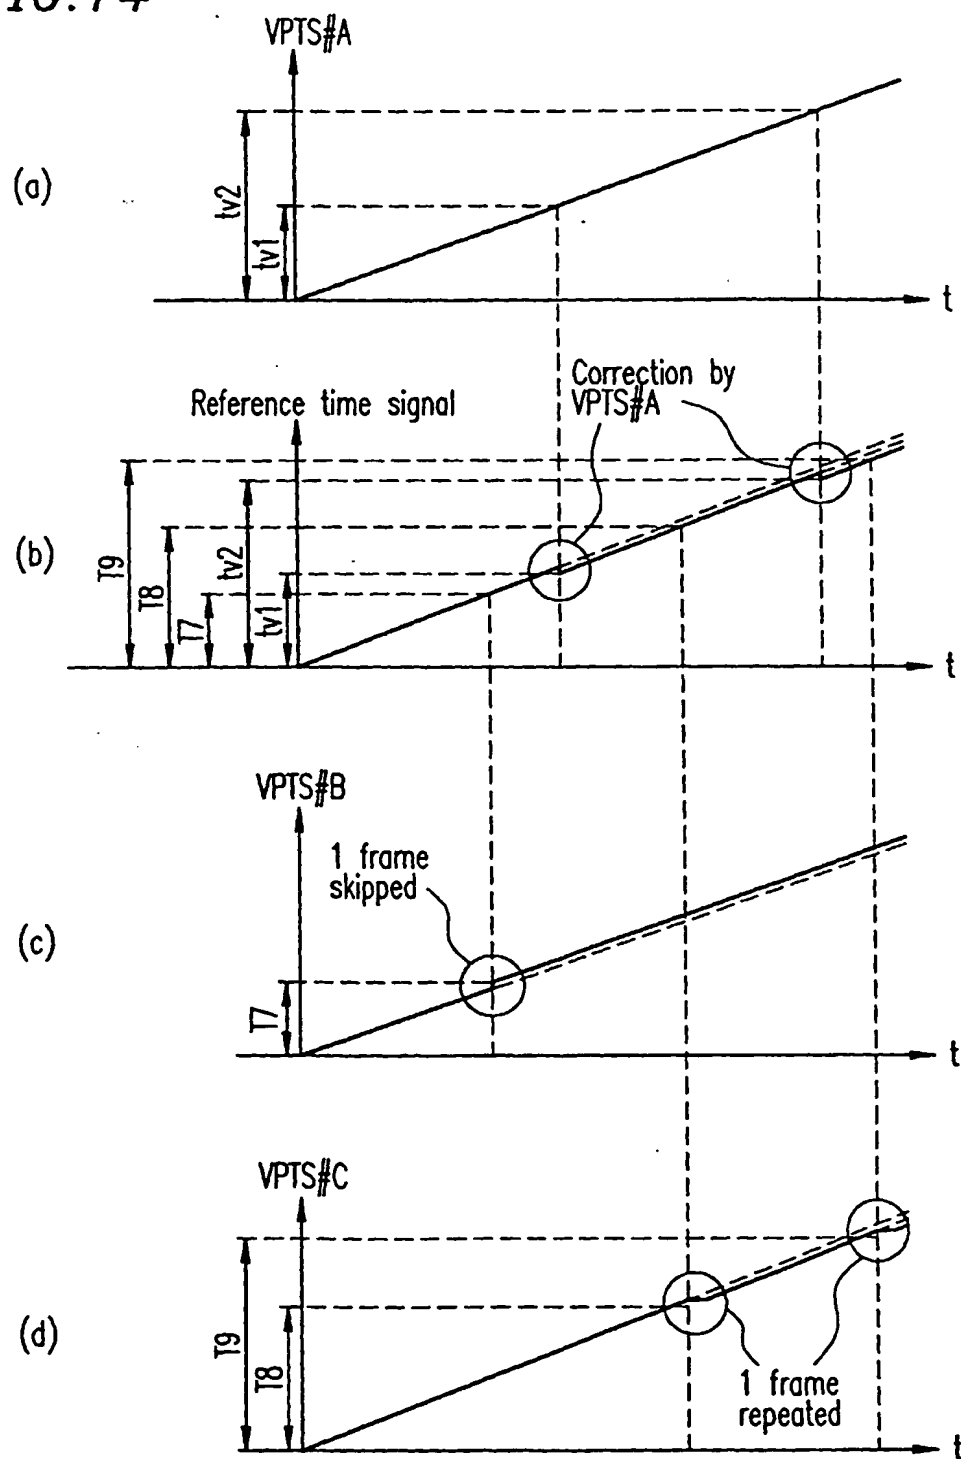 VPTS#A
(a)
tv2
tv1
t
Correction by
VPTS#A
Reference time signal
(b)
T9
T8
T7
tv2
tv1
t
VPTS#B
1 frame
skipped
(c)
T7
t
VPTS#C
(d)
T9
T8
1 frame
repeated
t